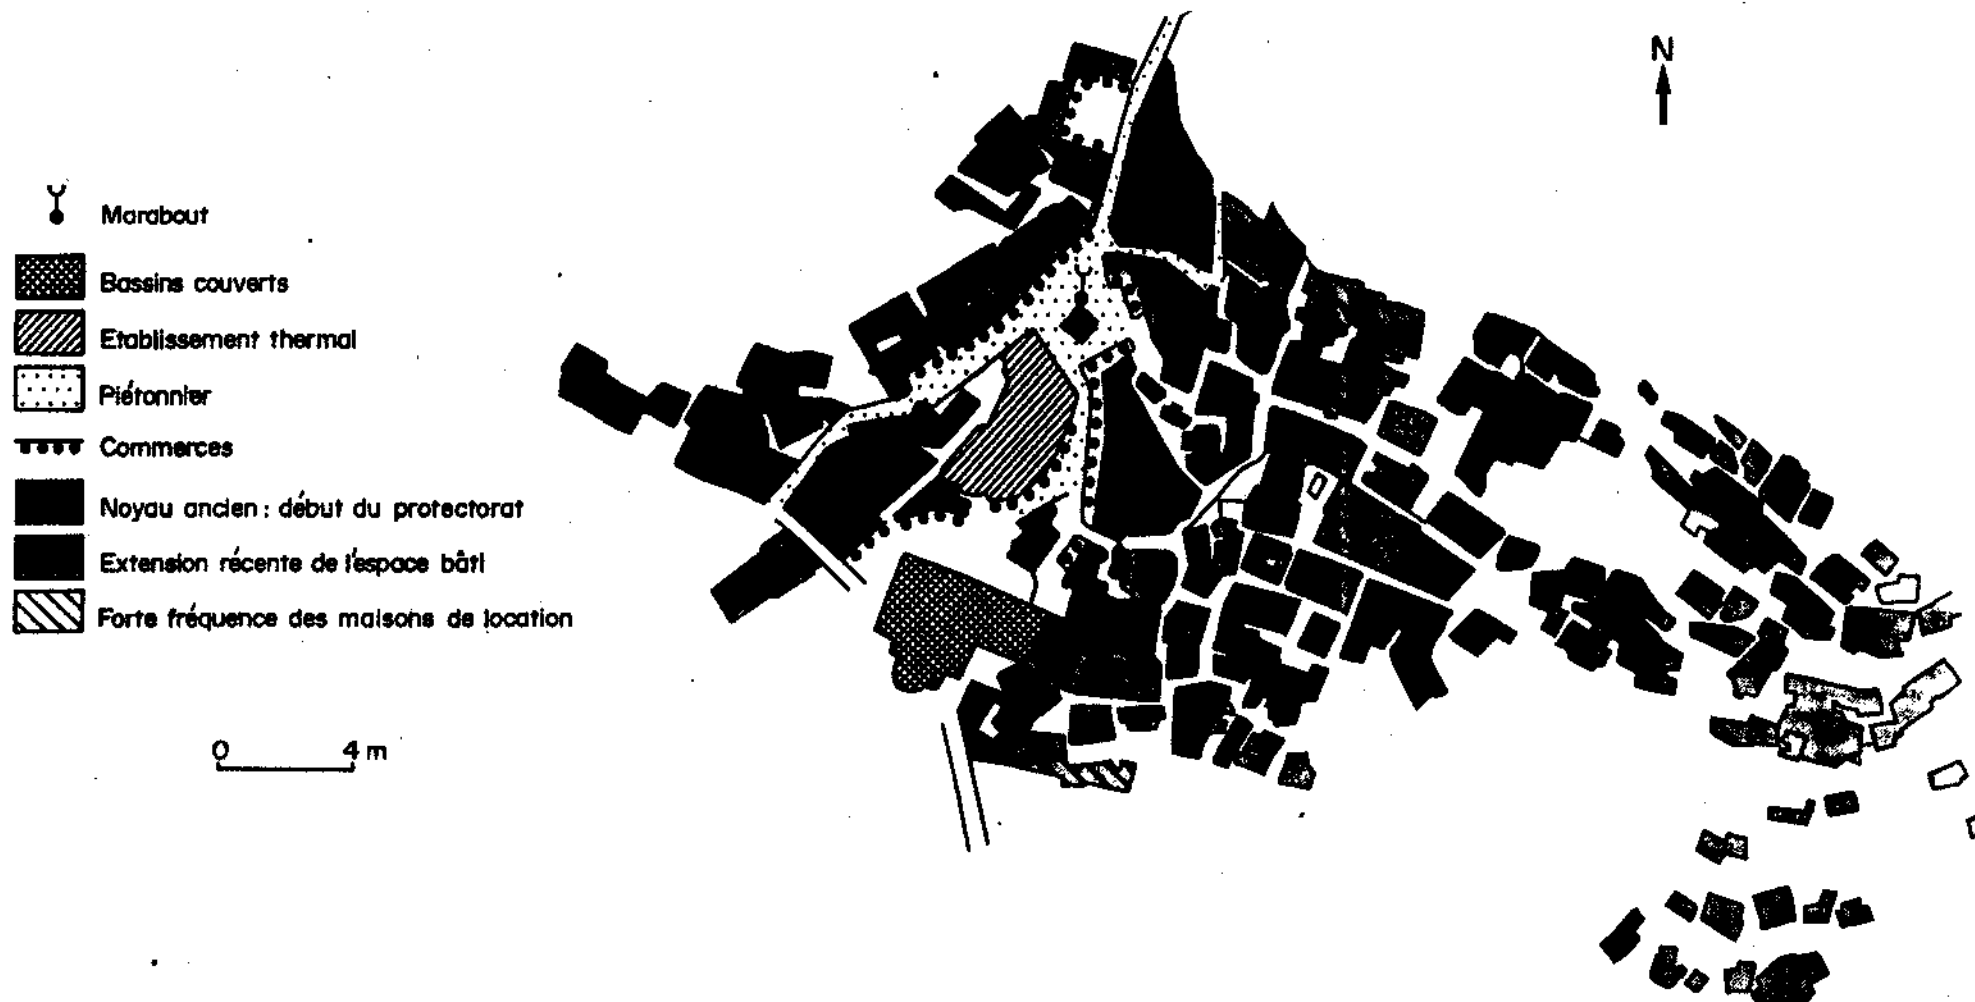 N
Marabout
Bassins couverts
Etablissement thermal
Piétonnier
Commerces
Noyau ancien : début du protectorat
Extension récente de l'espace bâti
Forte fréquence des maisons de location
0 4 m